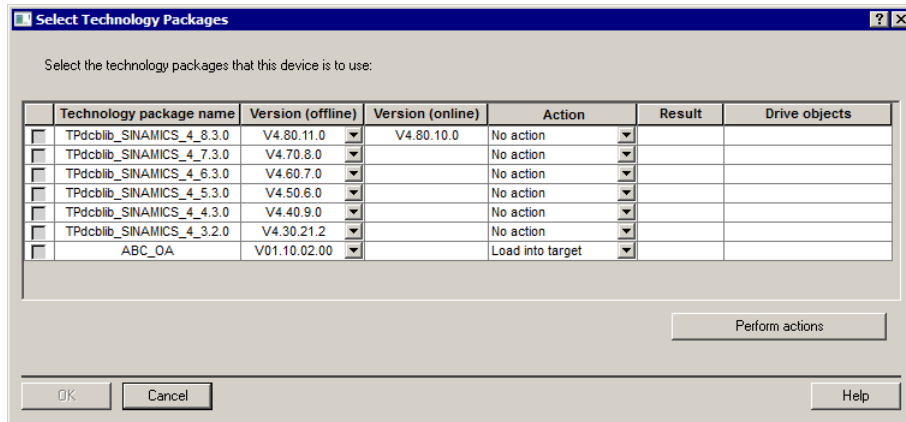 Select Technology Packages
Select the technology packages that this device is to use:
Technology package name Version (offline) Version (online) Action Result Drive objects
TPdcblib_SINAMICS_4_8.3.0 V4.80.11.0 V4.80.10.0 No action
TPdcblib_SINAMICS_4_7.3.0 V4.70.8.0 No action
TPdcblib_SINAMICS_4_6.3.0 V4.60.7.0 No action
TPdcblib_SINAMICS_4_5.3.0 V4.50.6.0 No action
TPdcblib_SINAMICS_4_4.3.0 V4.40.9.0 No action
TPdcblib_SINAMICS_4_3.2.0 V4.30.21.2 No action
ABC_OA V01.10.02.00 Load into target
Perform actions
OK Cancel Help